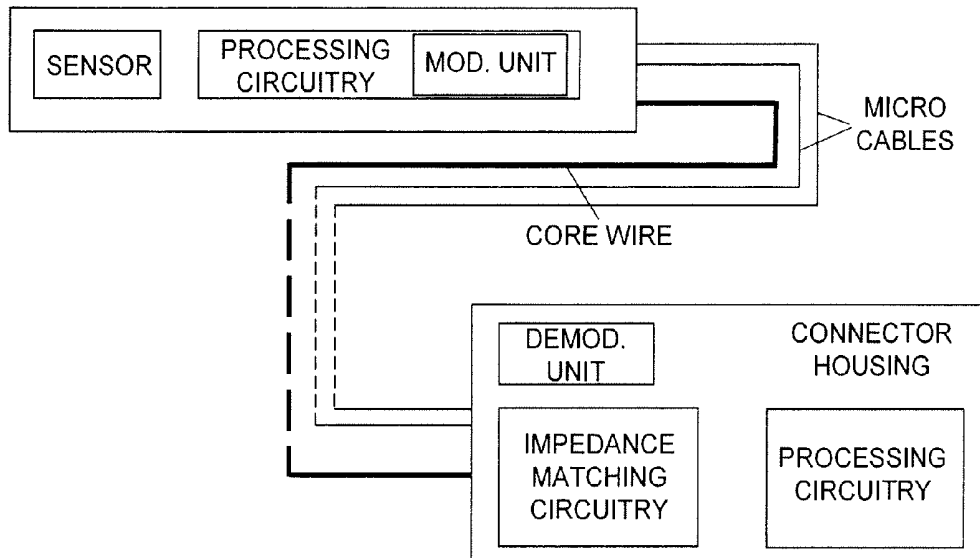 SENSOR
PROCESSING
CIRCUITRY
MOD. UNIT
MICRO
CABLES
CORE WIRE
DEMOD.
UNIT
CONNECTOR
HOUSING
IMPEDANCE
MATCHING
CIRCUITRY
PROCESSING
CIRCUITRY